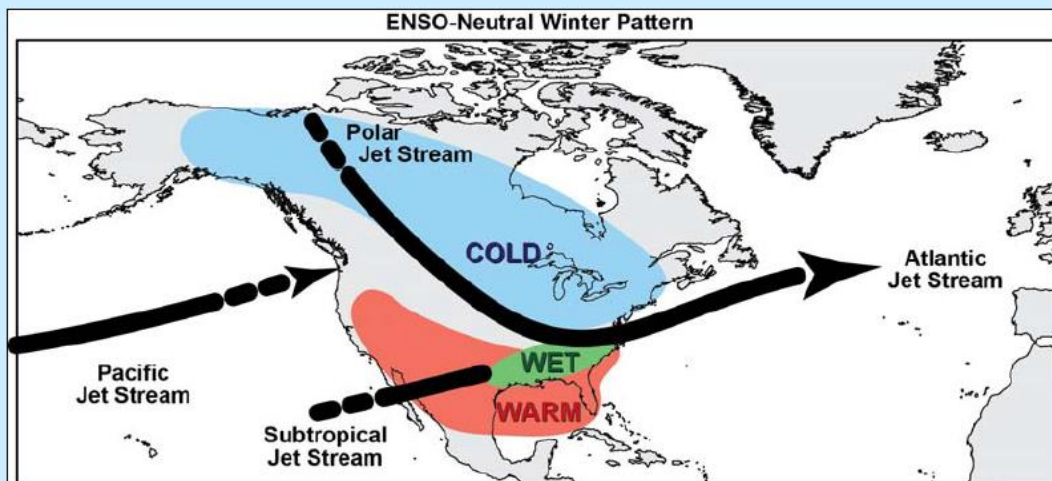 ENSO-Neutral Winter Pattern
Polar
Jet Stream
COLD
Atlantic
Jet Stream
WET
Pacific
Jet Stream
WARM
Subtropical
Jet Stream